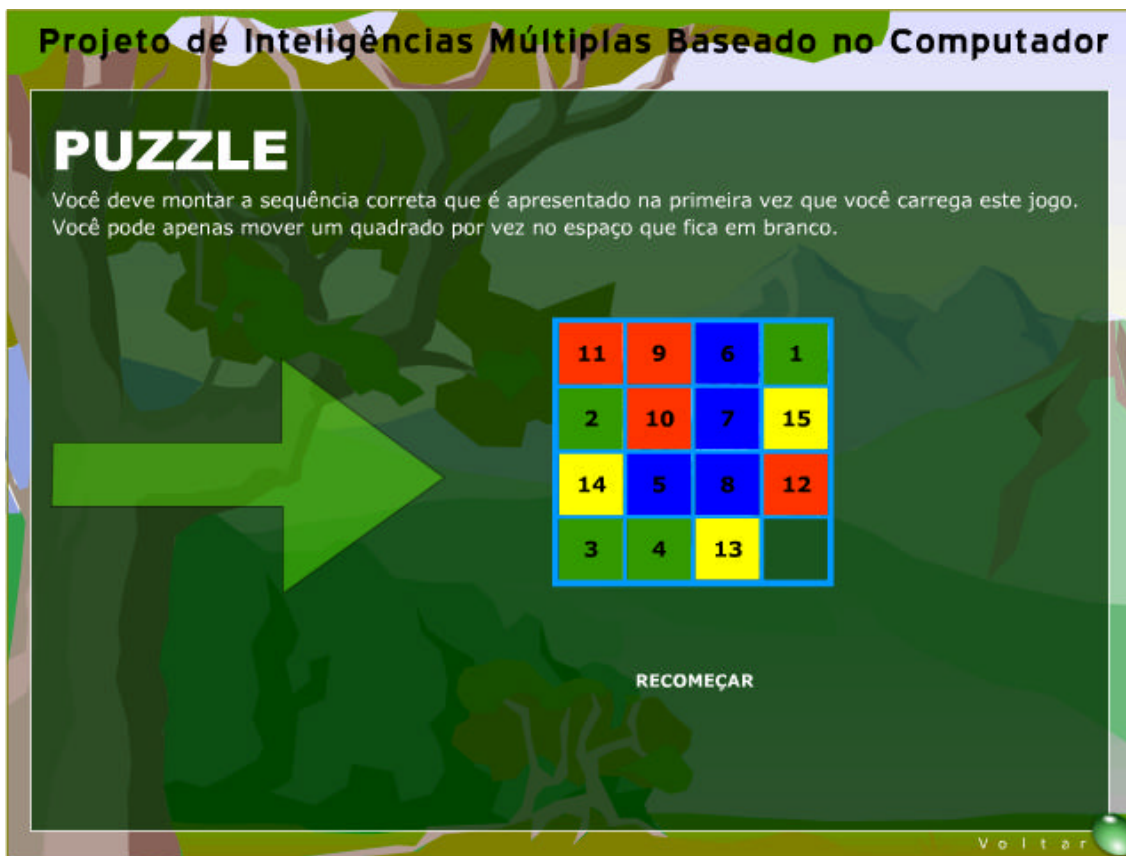 Projeto de Inteligências Múltiplas Baseado no Computador
PUZZLE
Você deve montar a sequência correta que é apresentado na primeira vez que você carrega este jogo.
Você pode apenas mover um quadrado por vez no espaço que fica em branco.
11 9 6 1
2 10 7 15
14 5 8 12
3 4 13
RECOMEÇAR
Voltar